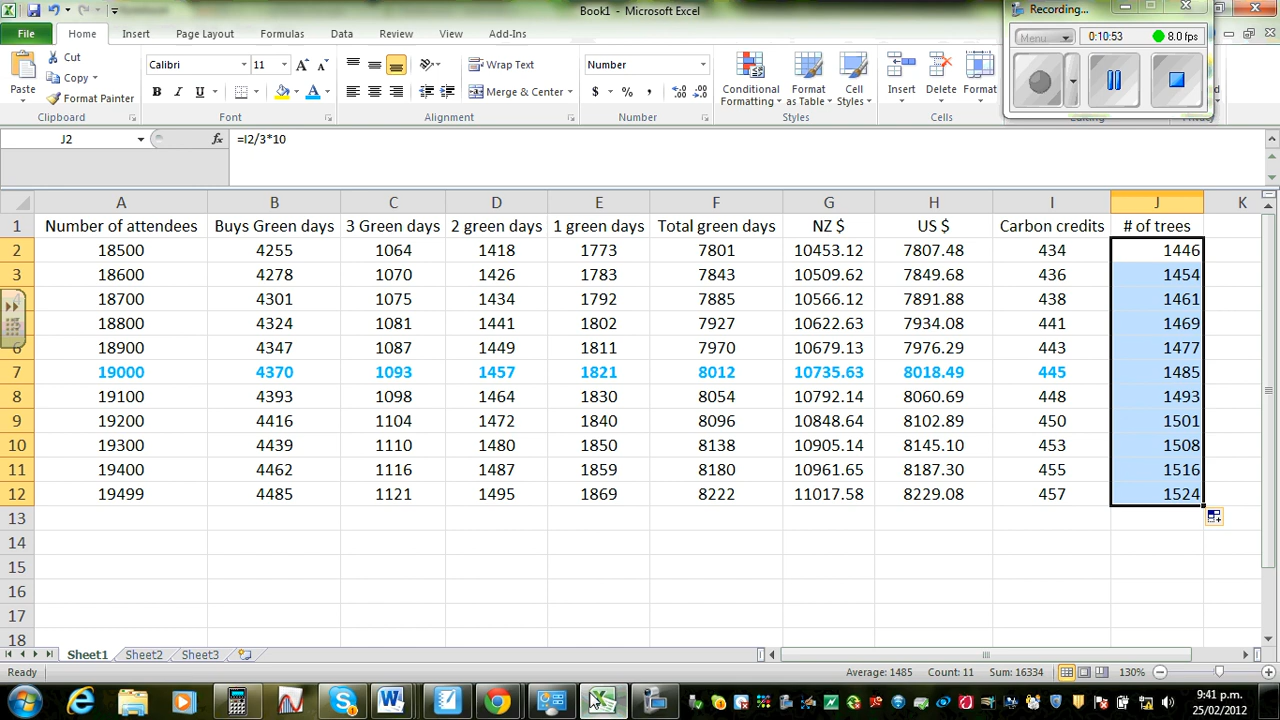 Book1 - Microsoft Excel
Recording...
File Home Insert Page Layout Formulas Data Review View Add-Ins
Menu 0:10:53 8.0 fps
Paste
Cut
Copy
Format Painter
Clipboard
Calibri 11
B I U
Font
Wrap Text
Merge & Center
Alignment
Number
$ % ,
Number
Conditional Formatting
Format as Table
Cell Styles
Styles
Insert Delete Format
Cells
Editing
J2 fx =I2/3*10
A B C D E F G H I J K
1 Number of attendees Buys Green days 3 Green days 2 green days 1 green days Total green days NZ $ US $ Carbon credits # of trees
2 18500 4255 1064 1418 1773 7801 10453.12 7807.48 434 1446
3 18600 4278 1070 1426 1783 7843 10509.62 7849.68 436 1454
18700 4301 1075 1434 1792 7885 10566.12 7891.88 438 1461
18800 4324 1081 1441 1802 7927 10622.63 7934.08 441 1469
6 18900 4347 1087 1449 1811 7970 10679.13 7976.29 443 1477
7 19000 4370 1093 1457 1821 8012 10735.63 8018.49 445 1485
8 19100 4393 1098 1464 1830 8054 10792.14 8060.69 448 1493
9 19200 4416 1104 1472 1840 8096 10848.64 8102.89 450 1501
10 19300 4439 1110 1480 1850 8138 10905.14 8145.10 453 1508
11 19400 4462 1116 1487 1859 8180 10961.65 8187.30 455 1516
12 19499 4485 1121 1495 1869 8222 11017.58 8229.08 457 1524
13
14
15
16
17
18
Sheet1 Sheet2 Sheet3
Ready Average: 1485 Count: 11 Sum: 16334 130%
9:41 p.m.
25/02/2012